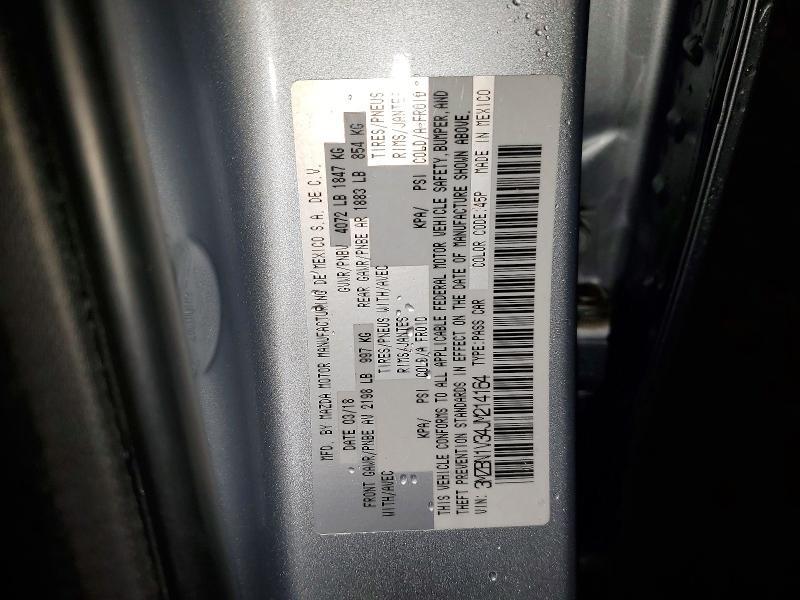 MFD. BY MAZDA MOTOR MANUFACTURING DE MEXICO S.A. DE C.V.
DATE 03/18 GVWR/PNBV 4072 LB 1847 KG
FRONT GAWR/PNBE AV 2198 LB 997 KG REAR GAWR/PNBE AR 1883 LB 854 KG
WITH/AVEC TIRES/PNEUS WITH/AVEC TIRES/PNEUS
RIMS/JANTES RIMS/JANTES
KPA/ PSI COLD/A FROID KPA/ PSI COLD/A FROID
THIS VEHICLE CONFORMS TO ALL APPLICABLE FEDERAL MOTOR VEHICLE SAFETY, BUMPER, AND
THEFT PREVENTION STANDARDS IN EFFECT ON THE DATE OF MANUFACTURE SHOWN ABOVE.
VIN: 3MZBN1V34JM214164 TYPE:PASS CAR COLOR CODE:45P MADE IN MEXICO